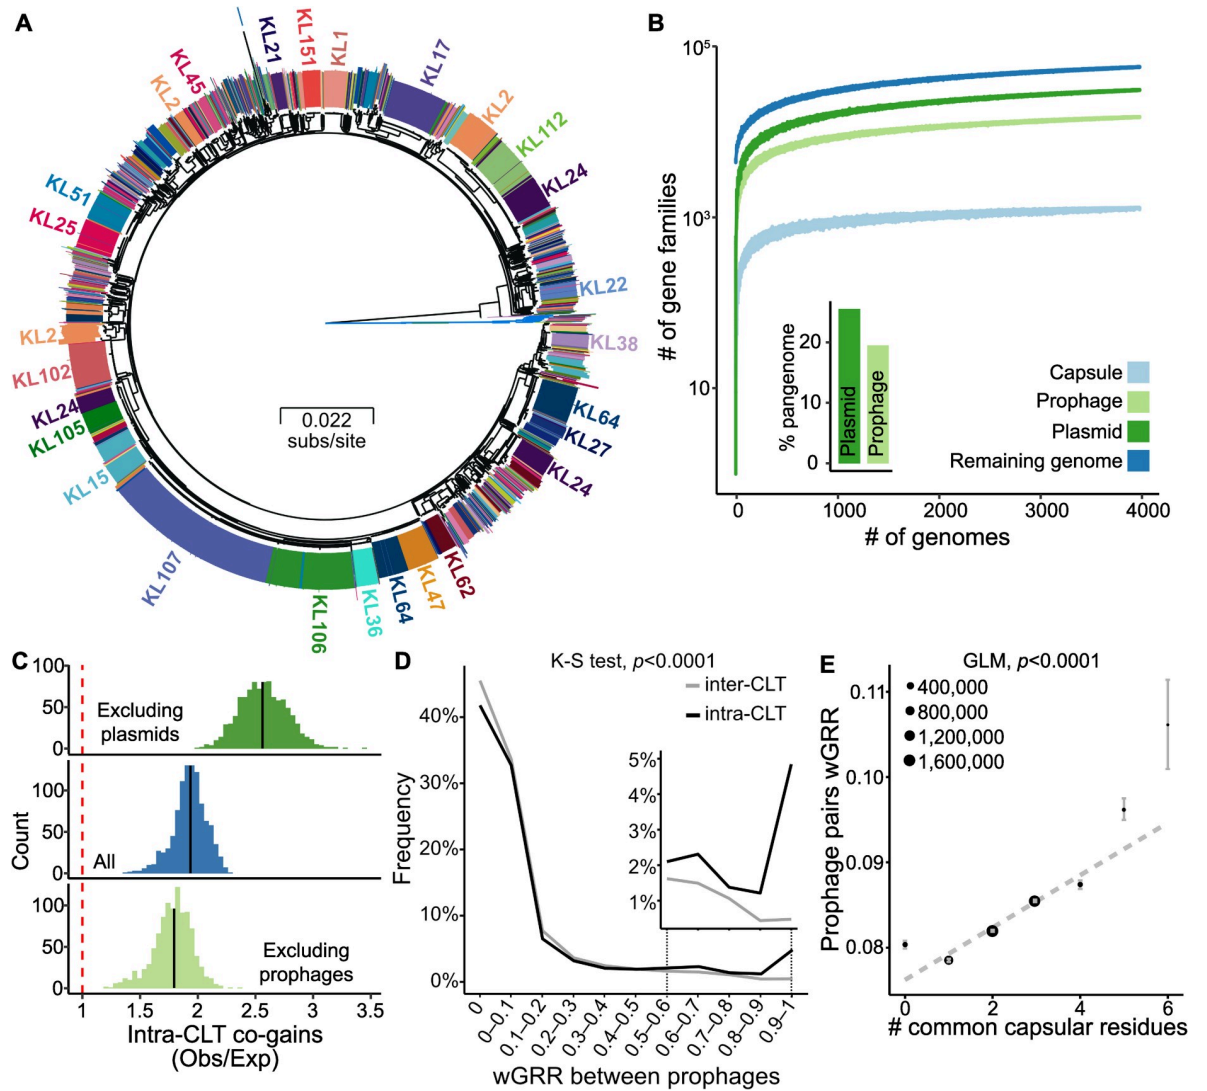 A
KL21
KL151
KL1
KL17
KL45
KL2
KL2
KL112
KL24
KL51
KL25
KL22
KL2
KL38
KL102
KL24
KL105
KL64
KL27
KL24
KL15
0.022
subs/site
KL107
KL106
KL36
KL64
KL47
KL62
B
10⁵
10³
10
# of gene families
% pangenome
20
10
0
Plasmid
Prophage
Capsule
Prophage
Plasmid
Remaining genome
0
1000
2000
3000
4000
# of genomes
C
100
50
0
Excluding
plasmids
100
50
0
All
100
50
0
Excluding
prophages
Count
1
1.5
2
2.5
3
3.5
Intra-CLT co-gains
(Obs/Exp)
D
K-S test, p<0.0001
inter-CLT
intra-CLT
Frequency
40%
30%
20%
10%
0%
5%
4%
3%
2%
1%
0
0–0.1
0.1–0.2
0.2–0.3
0.3–0.4
0.4–0.5
0.5–0.6
0.6–0.7
0.7–0.8
0.8–0.9
0.9–1
wGRR between prophages
E
GLM, p<0.0001
400,000
800,000
1,200,000
1,600,000
Prophage pairs wGRR
0.11
0.10
0.09
0.08
0
2
4
6
# common capsular residues